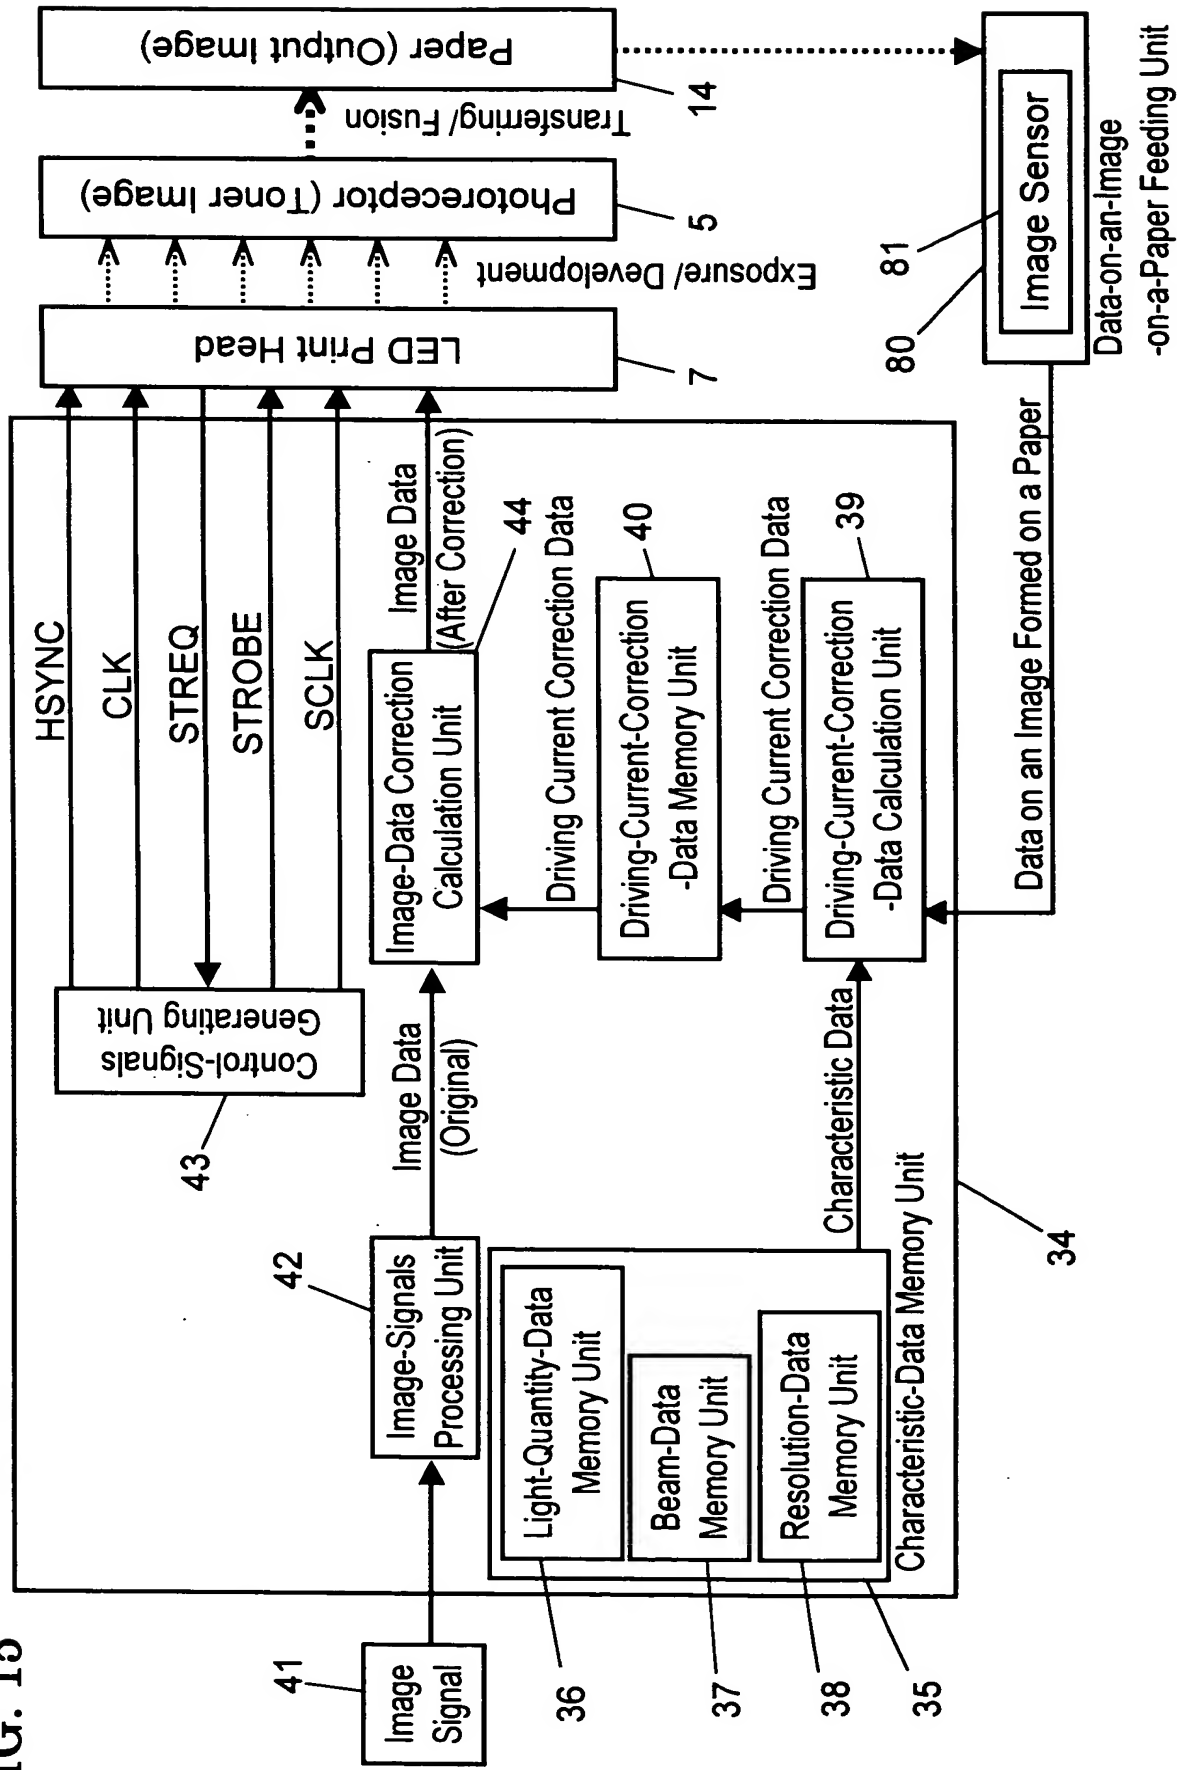 IG. 15
HSYNC
CLK
STREQ
STROBE
SCLK
43
Control-Signals
Generating Unit
LED Print Head
7
Exposure/ Development
Photoreceptor (Toner Image)
5
Transferring/ Fusion
Paper (Output Image)
14
41
Image
Signal
42
Image-Signals
Processing Unit
Image Data
(Original)
Image-Data Correction
Calculation Unit
44
Image Data
(After Correction)
Driving Current Correction Data
Driving-Current-Correction
-Data Memory Unit
40
Driving Current Correction Data
Driving-Current-Correction
-Data Calculation Unit
39
Characteristic Data
36
Light-Quantity-Data
Memory Unit
37
Beam-Data
Memory Unit
38
Resolution-Data
Memory Unit
35
Characteristic-Data Memory Unit
34
Data on an Image Formed on a Paper
80
81
Image Sensor
Data-on-an-Image
-on-a-Paper Feeding Unit